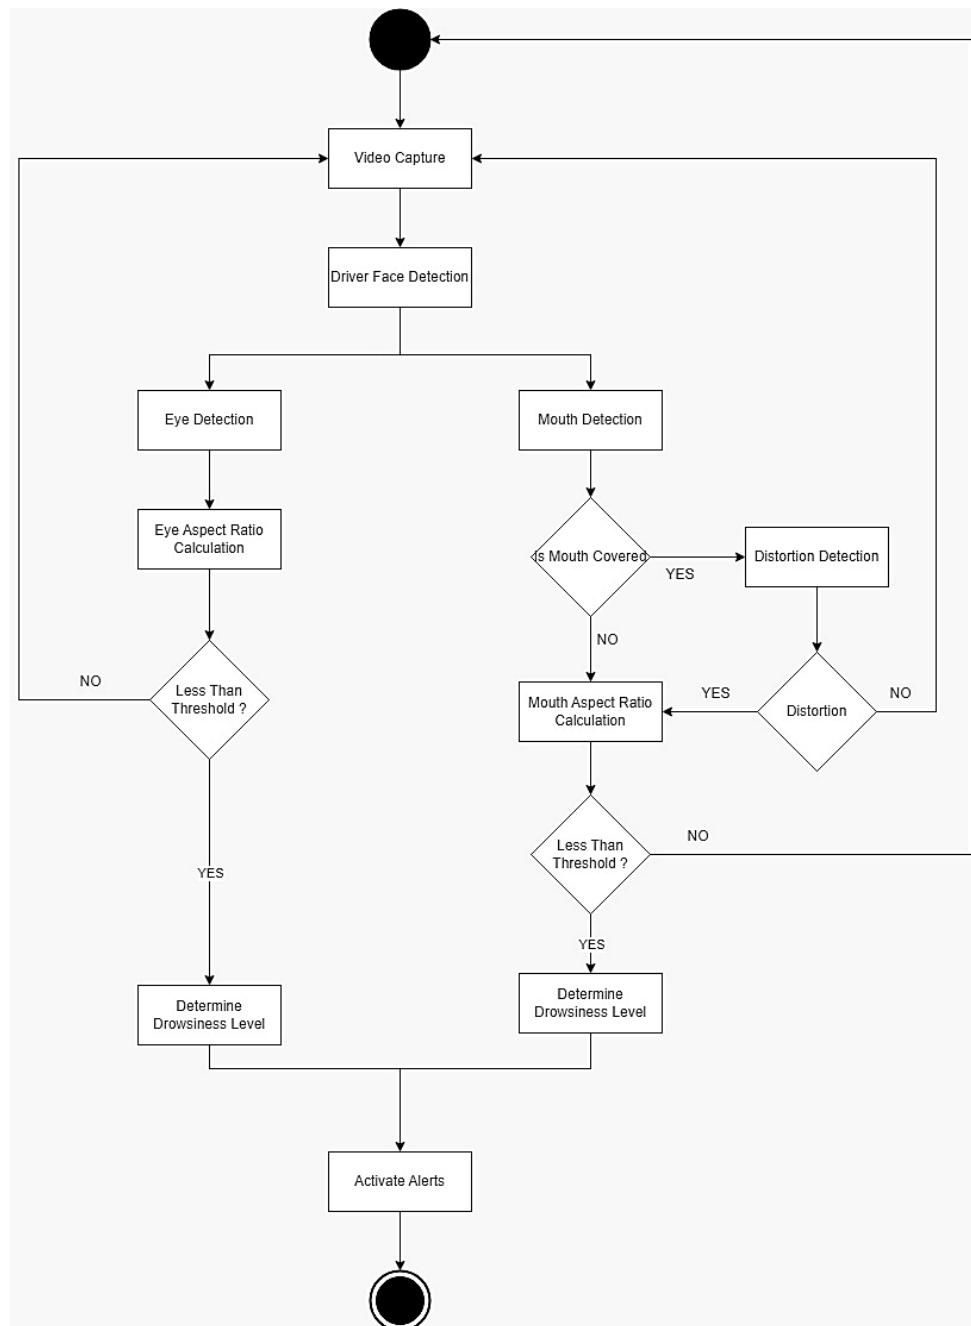 Video Capture
Driver Face Detection
Eye Detection
Mouth Detection
Eye Aspect Ratio
Calculation
Is Mouth Covered
YES
Distortion Detection
NO
NO
Less Than
Threshold ?
Mouth Aspect Ratio
Calculation
YES
Distortion
NO
Less Than
Threshold ?
NO
YES
YES
Determine
Drowsiness Level
Determine
Drowsiness Level
Activate Alerts